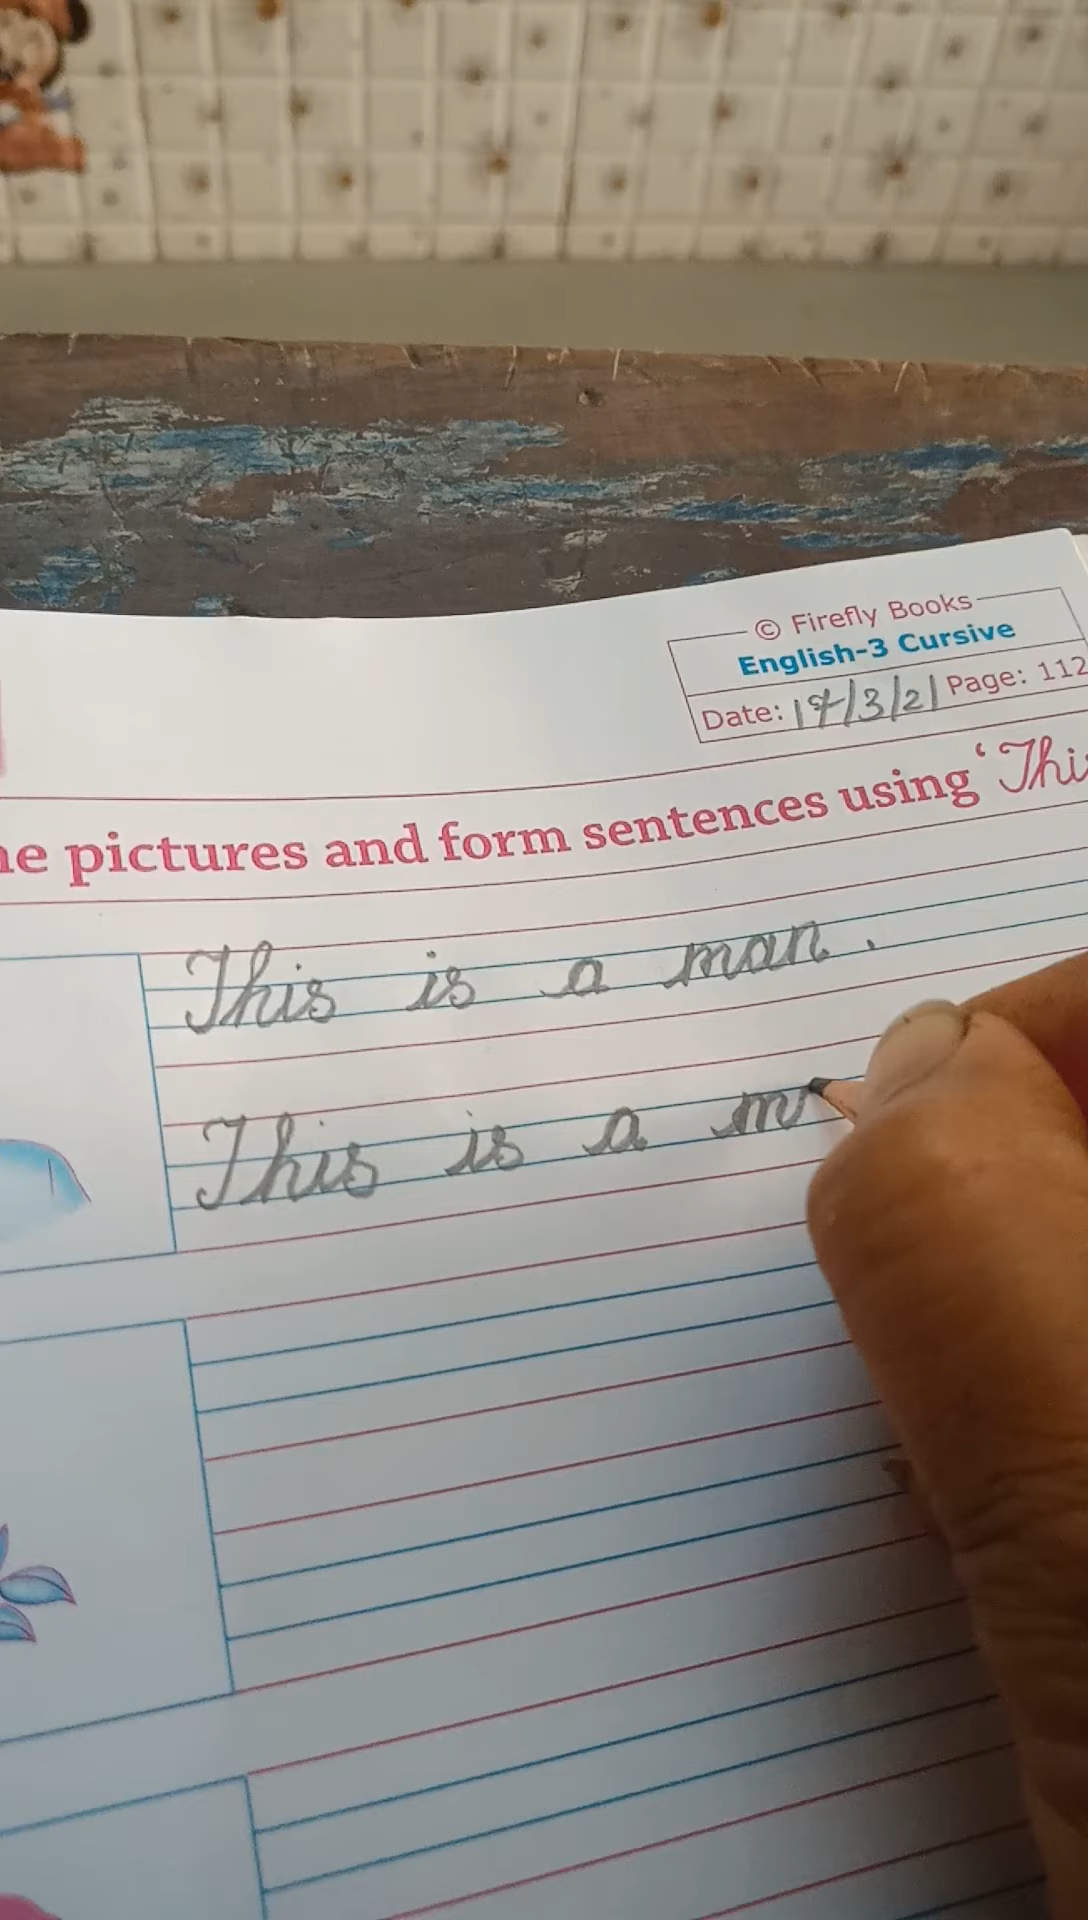 © Firefly Books
English-3 Cursive
Date: 17/3/21 Page: 112
pictures and form sentences using 'This
This is a man.
This is a m